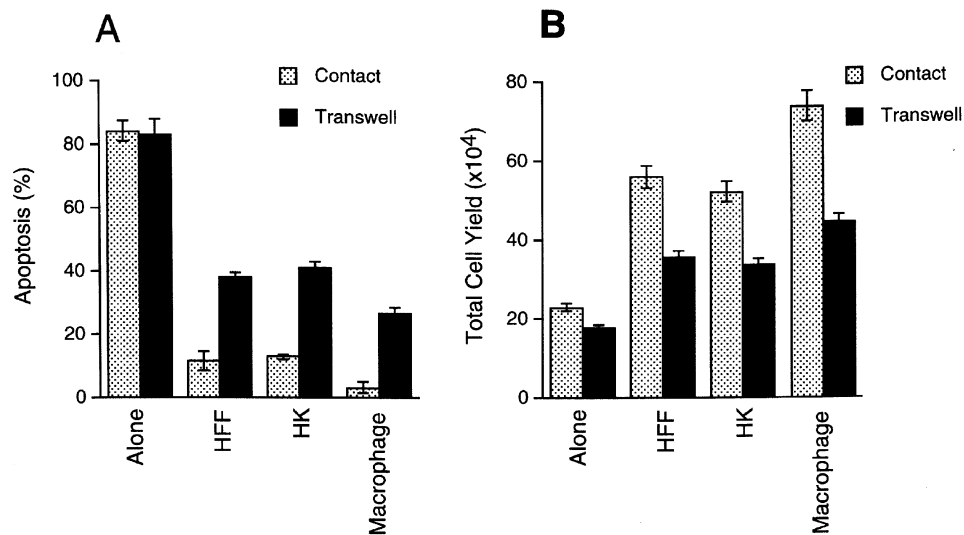 A
Contact
Transwell
Apoptosis (%)
100
80
60
40
20
0
Alone
HFF
HK
Macrophage
B
Contact
Transwell
Total Cell Yield (x10⁴)
80
60
40
20
0
Alone
HFF
HK
Macrophage